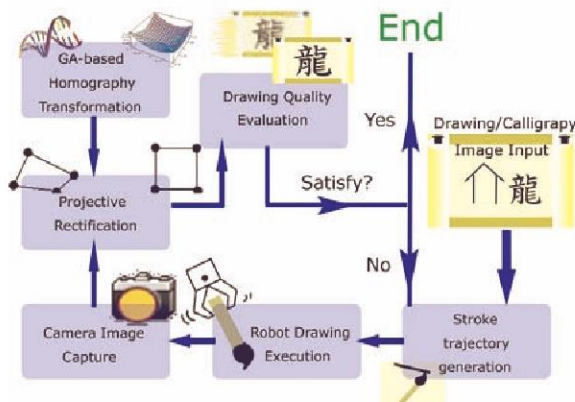 GA-based
Homography
Transformation
龍
龍
Drawing Quality
Evaluation
End
Yes
Drawing/Calligrapy
Image Input
龍
Projective
Rectification
Satisfy?
No
Camera Image
Capture
Robot Drawing
Execution
Stroke
trajectory
generation